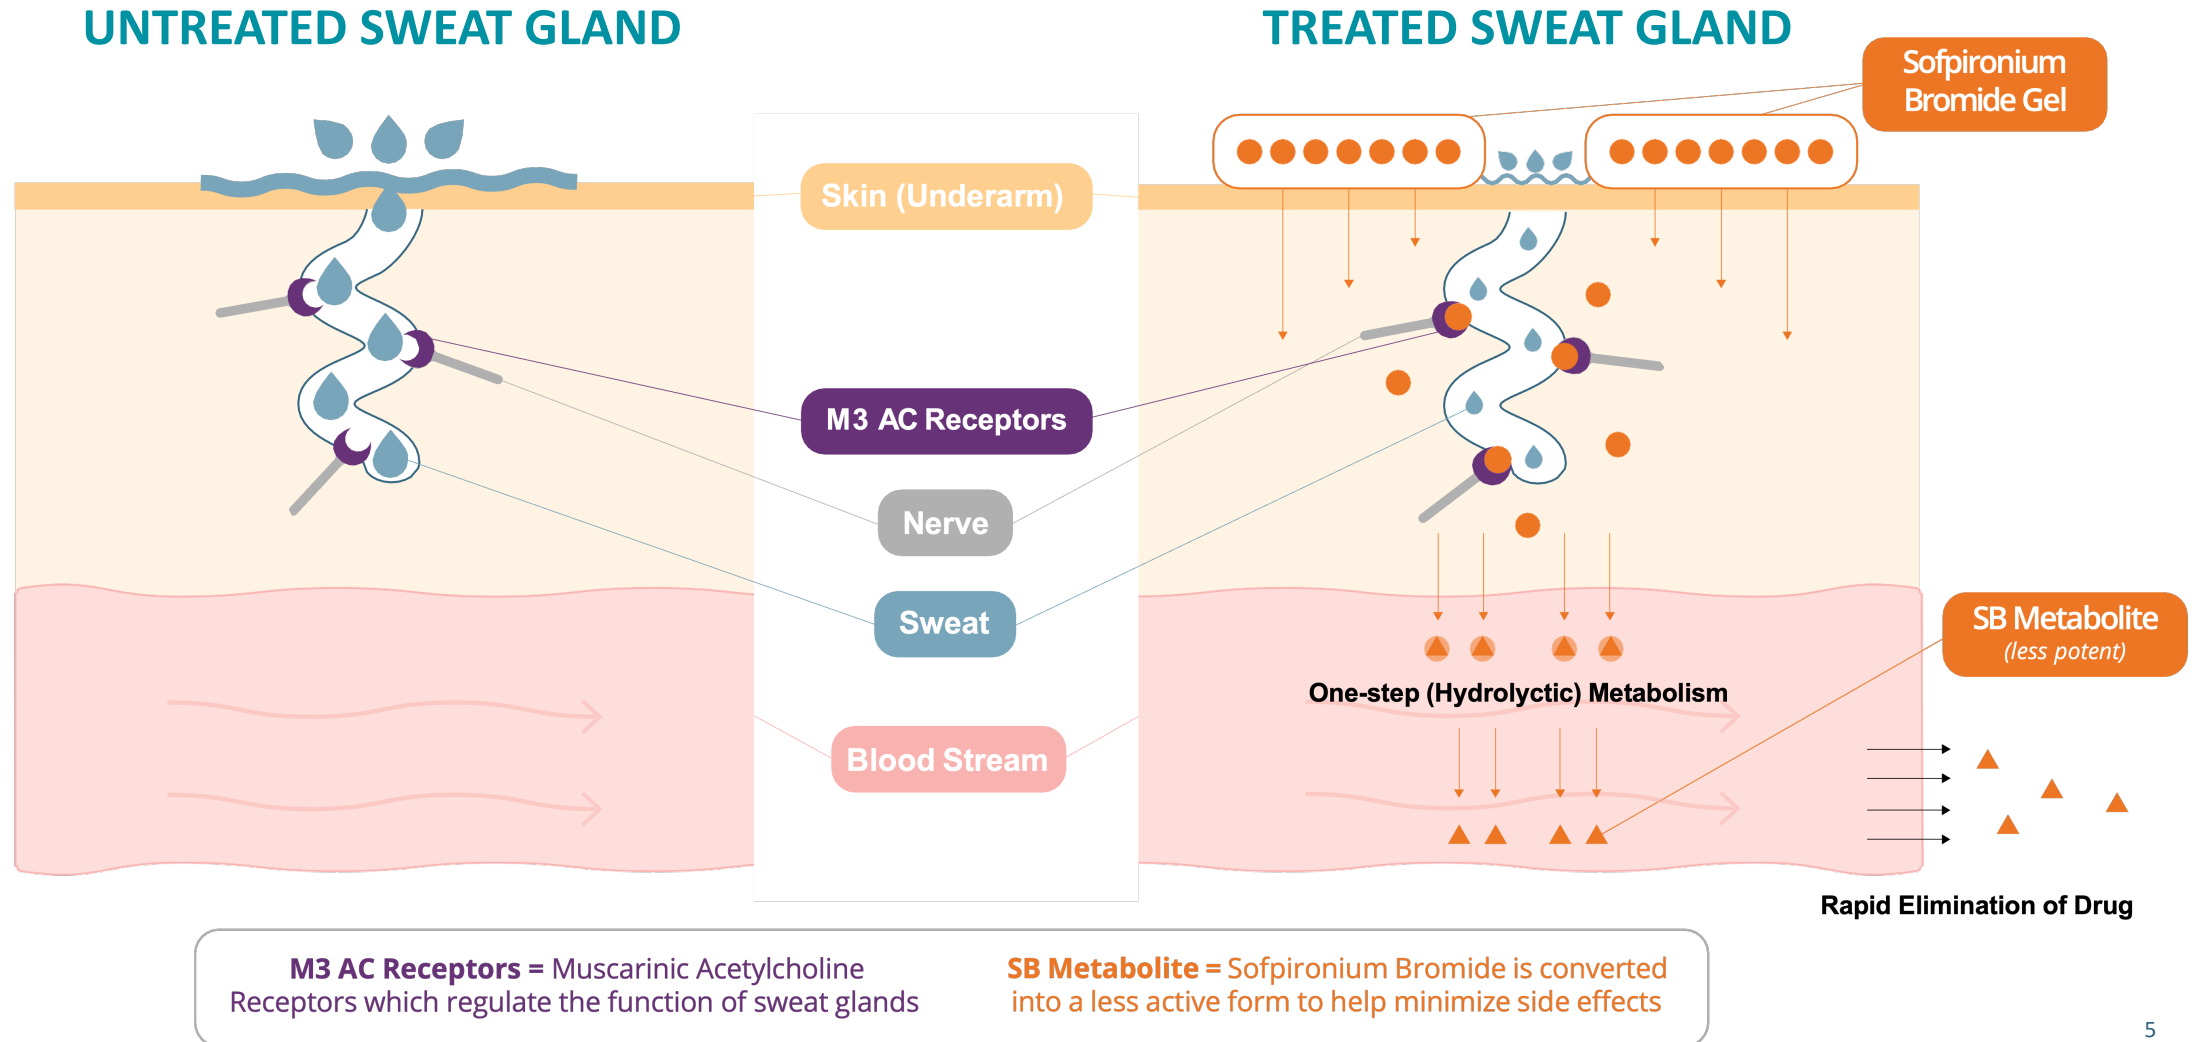 UNTREATED SWEAT GLAND
TREATED SWEAT GLAND
Sofpironium
Bromide Gel
Skin (Underarm)
M3 AC Receptors
Nerve
Sweat
Blood Stream
SB Metabolite
(less potent)
One-step (Hydrolyctic) Metabolism
Rapid Elimination of Drug
M3 AC Receptors = Muscarinic Acetylcholine
Receptors which regulate the function of sweat glands
SB Metabolite = Sofpironium Bromide is converted
into a less active form to help minimize side effects
5